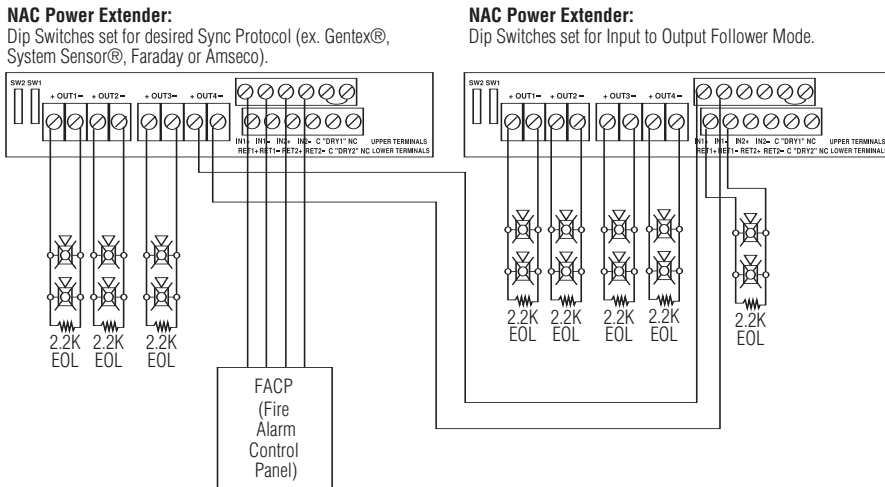 NAC Power Extender:
Dip Switches set for desired Sync Protocol (ex. Gentex®,
System Sensor®, Faraday or Amseco).
NAC Power Extender:
Dip Switches set for Input to Output Follower Mode.
SW2 SW1
+ OUT1– + OUT2 – + OUT3– + OUT4–
IN1+ IN1– IN2+ IN2– C "DRY1" NC UPPER TERMINALS
RET1+ RET1– RET2+ RET2– C "DRY2" NC LOWER TERMINALS
SW2 SW1
+ OUT1– + OUT2 – + OUT3– + OUT4–
IN1+ IN1– IN2+ IN2– C "DRY1" NC UPPER TERMINALS
RET1+ RET1– RET2+ RET2– C "DRY2" NC LOWER TERMINALS
2.2K
EOL
2.2K
EOL
2.2K
EOL
2.2K
EOL
2.2K
EOL
2.2K
EOL
2.2K
EOL
2.2K
EOL
FACP
(Fire
Alarm
Control
Panel)